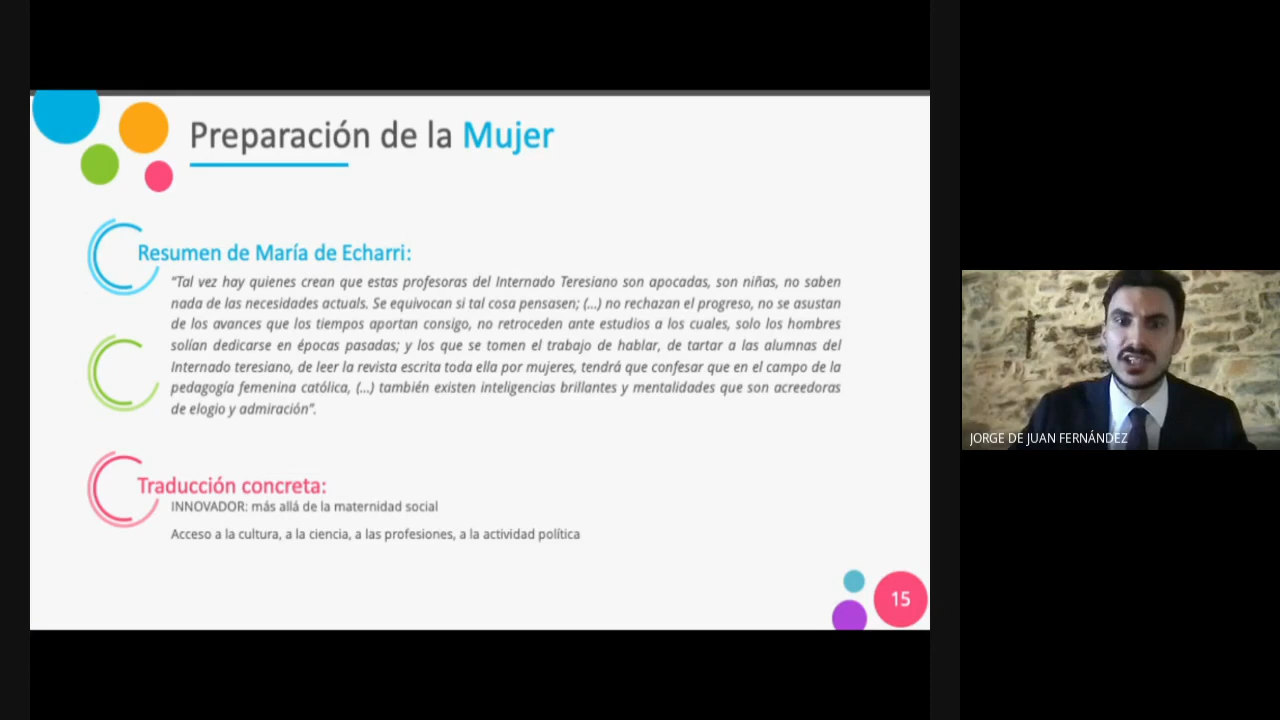 Preparación de la Mujer
Resumen de María de Echarri:
“Tal vez hay quienes crean que estas profesoras del Internado Teresiano son apocadas, son niñas, no saben
nada de las necesidades actuals. Se equivocan si tal cosa pensasen; (...) no rechazan el progreso, no se asustan
de los avances que los tiempos aportan consigo, no retroceden ante estudios a los cuales, solo los hombres
solían dedicarse en épocas pasadas; y los que se tomen el trabajo de hablar, de tartar a las alumnas del
Internado teresiano, de leer la revista escrita toda ella por mujeres, tendrá que confesar que en el campo de la
pedagogía femenina católica, (...) también existen inteligencias brillantes y mentalidades que son acreedoras
de elogio y admiración”.
Traducción concreta:
INNOVADOR: más allá de la maternidad social
Acceso a la cultura, a la ciencia, a las profesiones, a la actividad política
15
JORGE DE JUAN FERNÁNDEZ